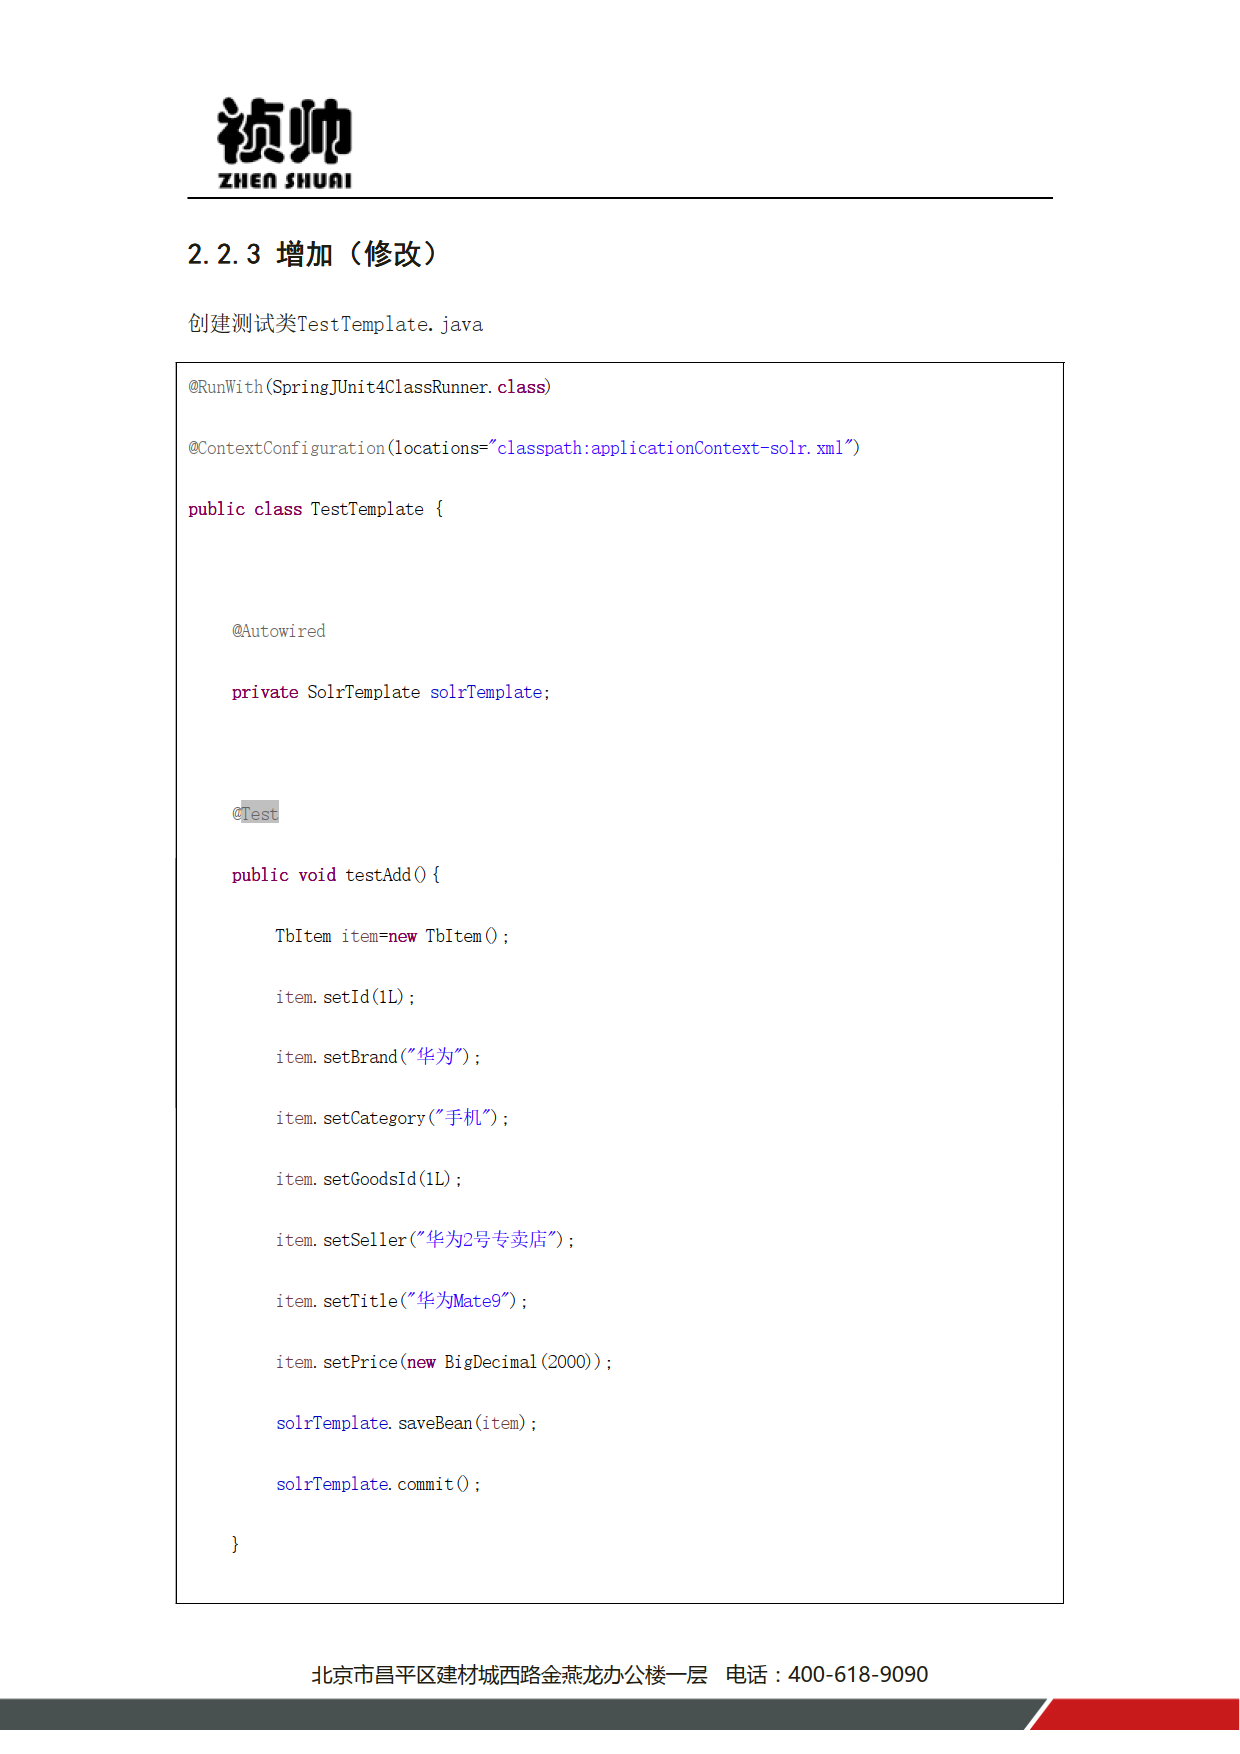 祯帅
ZHEN SHUAI
2.2.3 增加（修改）
创建测试类TestTemplate.java
@RunWith(SpringJUnit4ClassRunner.class)
@ContextConfiguration(locations="classpath:applicationContext-solr.xml")
public class TestTemplate {
@Autowired
private SolrTemplate solrTemplate;
@Test
public void testAdd(){
TbItem item=new TbItem();
item.setId(1L);
item.setBrand("华为");
item.setCategory("手机");
item.setGoodsId(1L);
item.setSeller("华为2号专卖店");
item.setTitle("华为Mate9");
item.setPrice(new BigDecimal(2000));
solrTemplate.saveBean(item);
solrTemplate.commit();
}
北京市昌平区建材城西路金燕龙办公楼一层 电话：400-618-9090